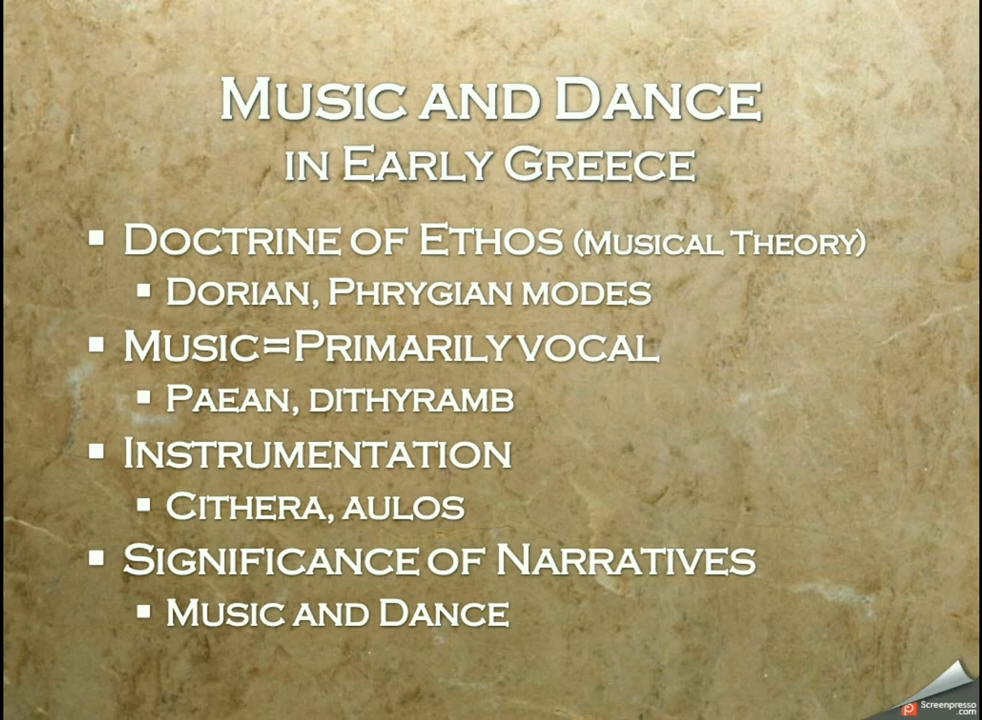 MUSIC AND DANCE
IN EARLY GREECE
▪ DOCTRINE OF ETHOS (MUSICAL THEORY)
▪ DORIAN, PHRYGIAN MODES
▪ MUSIC=PRIMARILY VOCAL
▪ PAEAN, DITHYRAMB
▪ INSTRUMENTATION
▪ CITHERA, AULOS
▪ SIGNIFICANCE OF NARRATIVES
▪ MUSIC AND DANCE
Screenpresso
.com